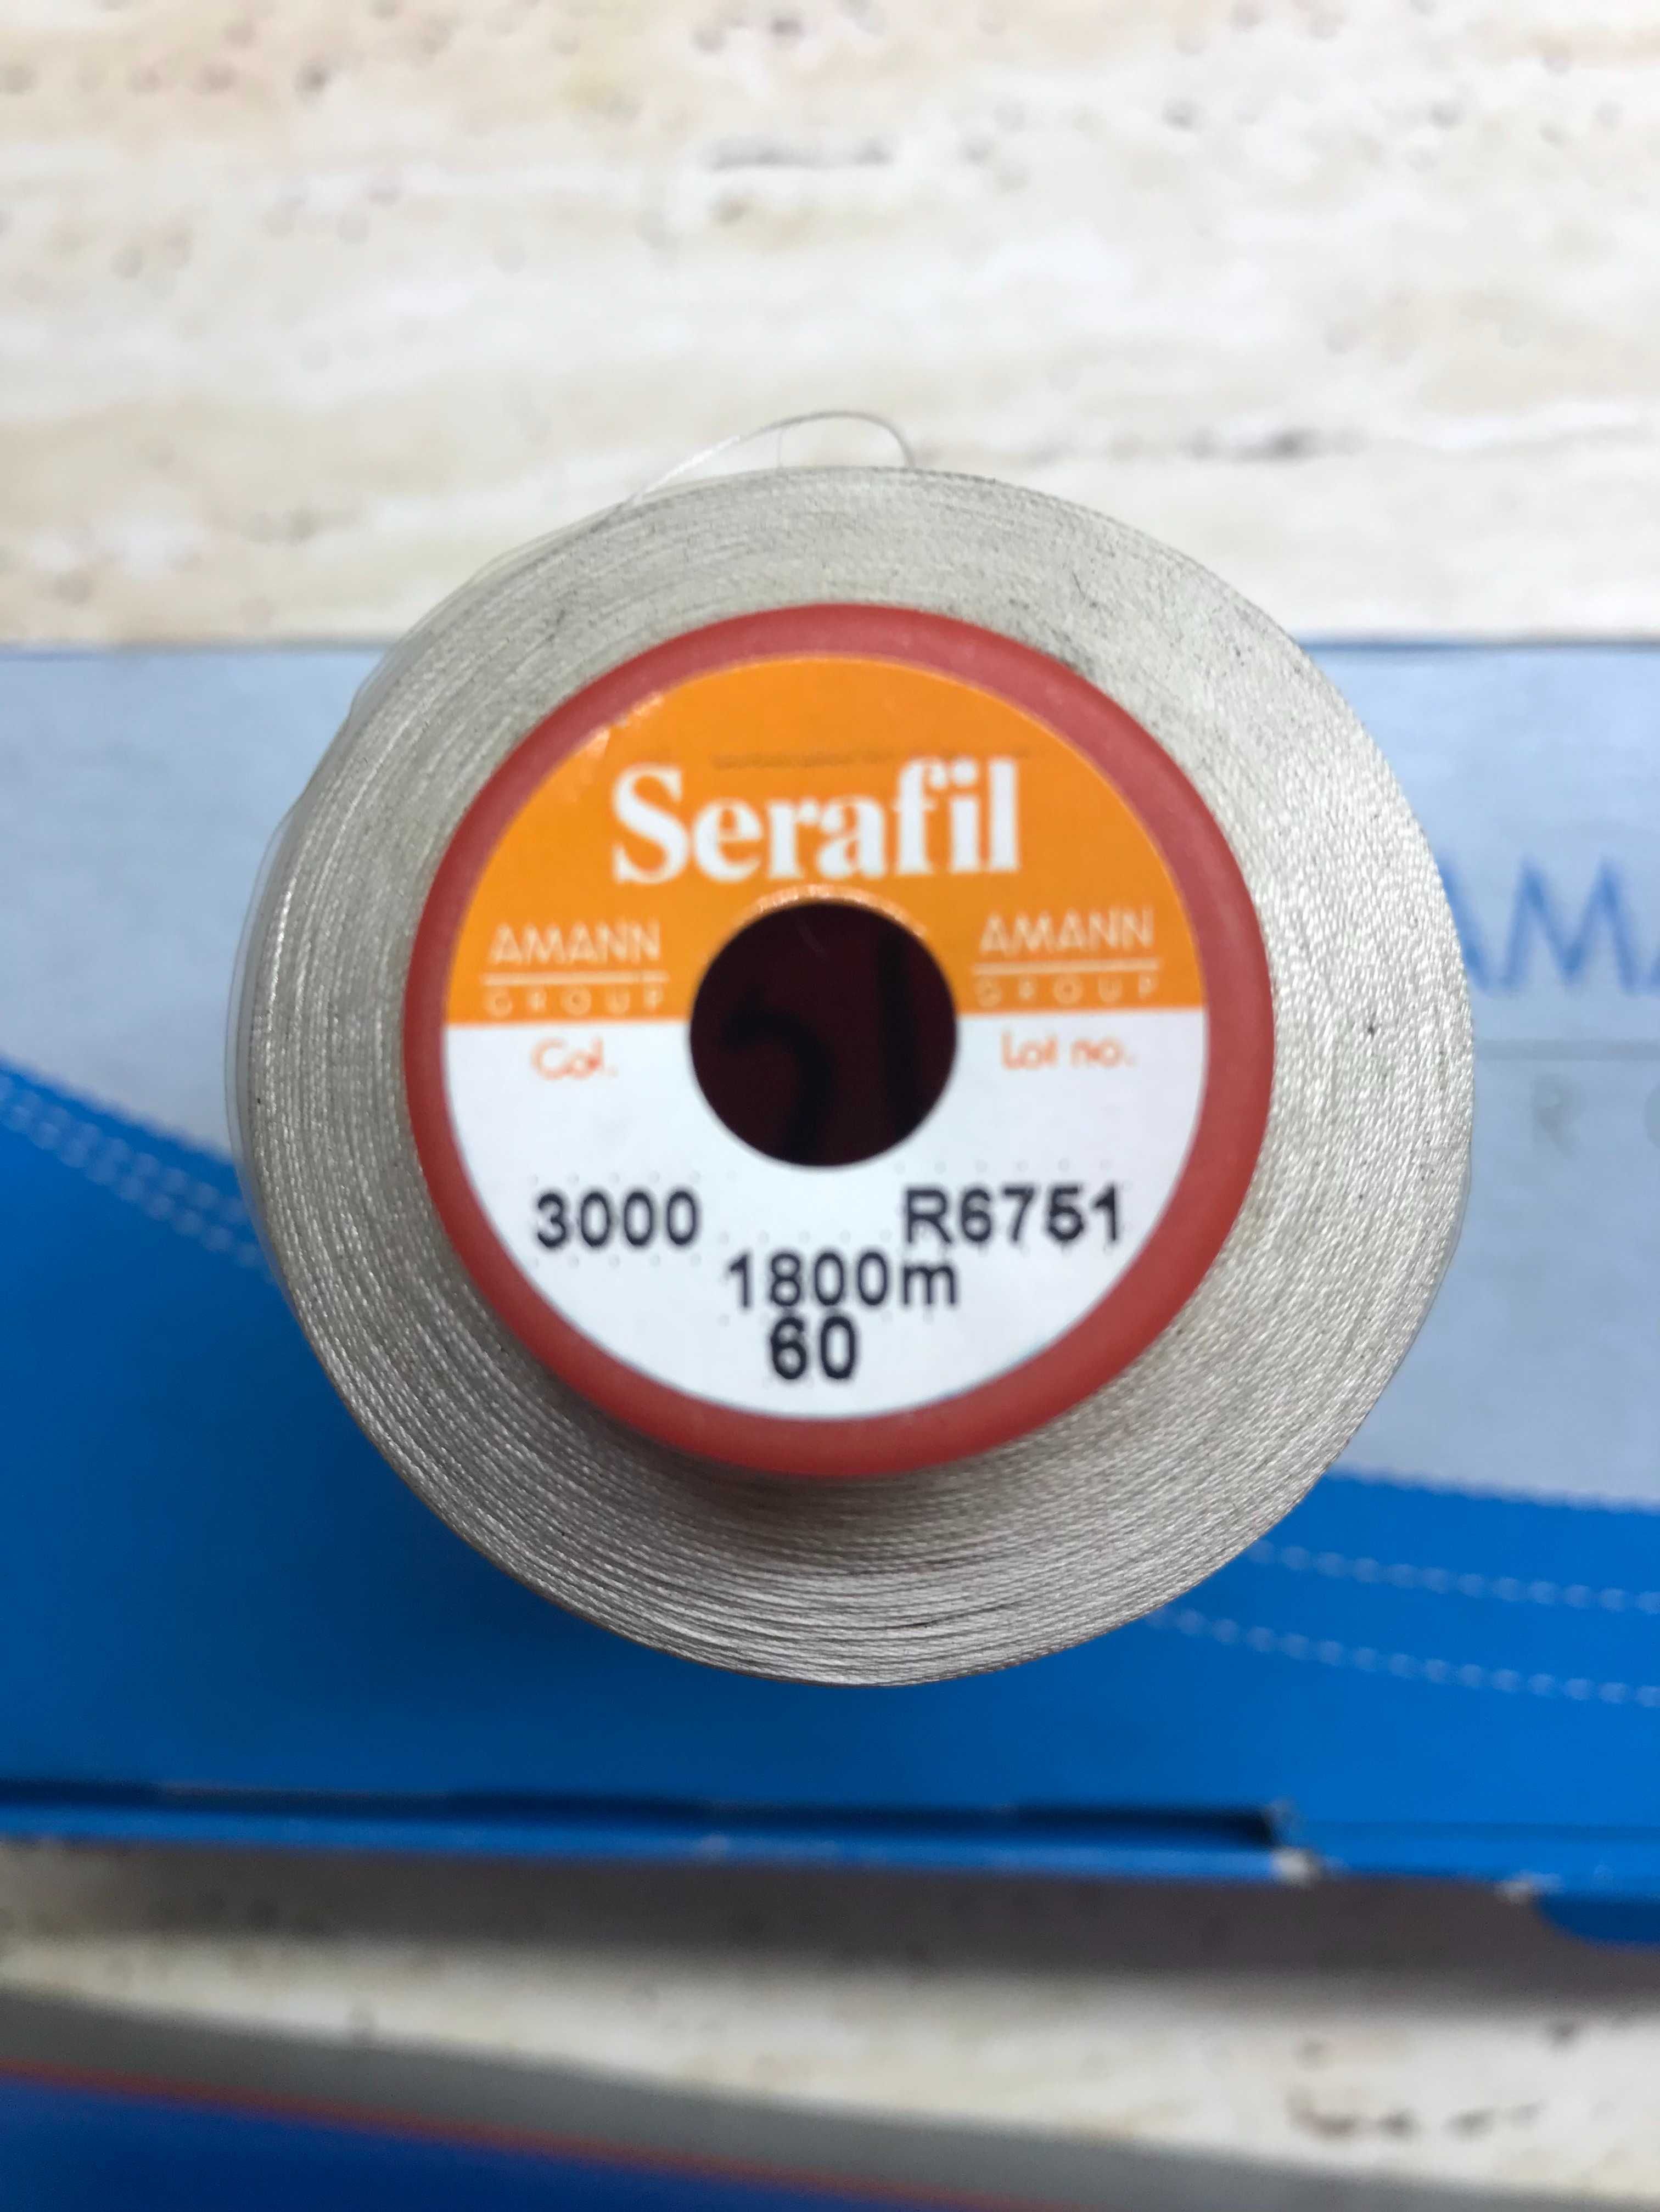 Serafil
AMANN AMANN
GROUP GROUP
Col. Lot no.
3000 R6751
1800m
60